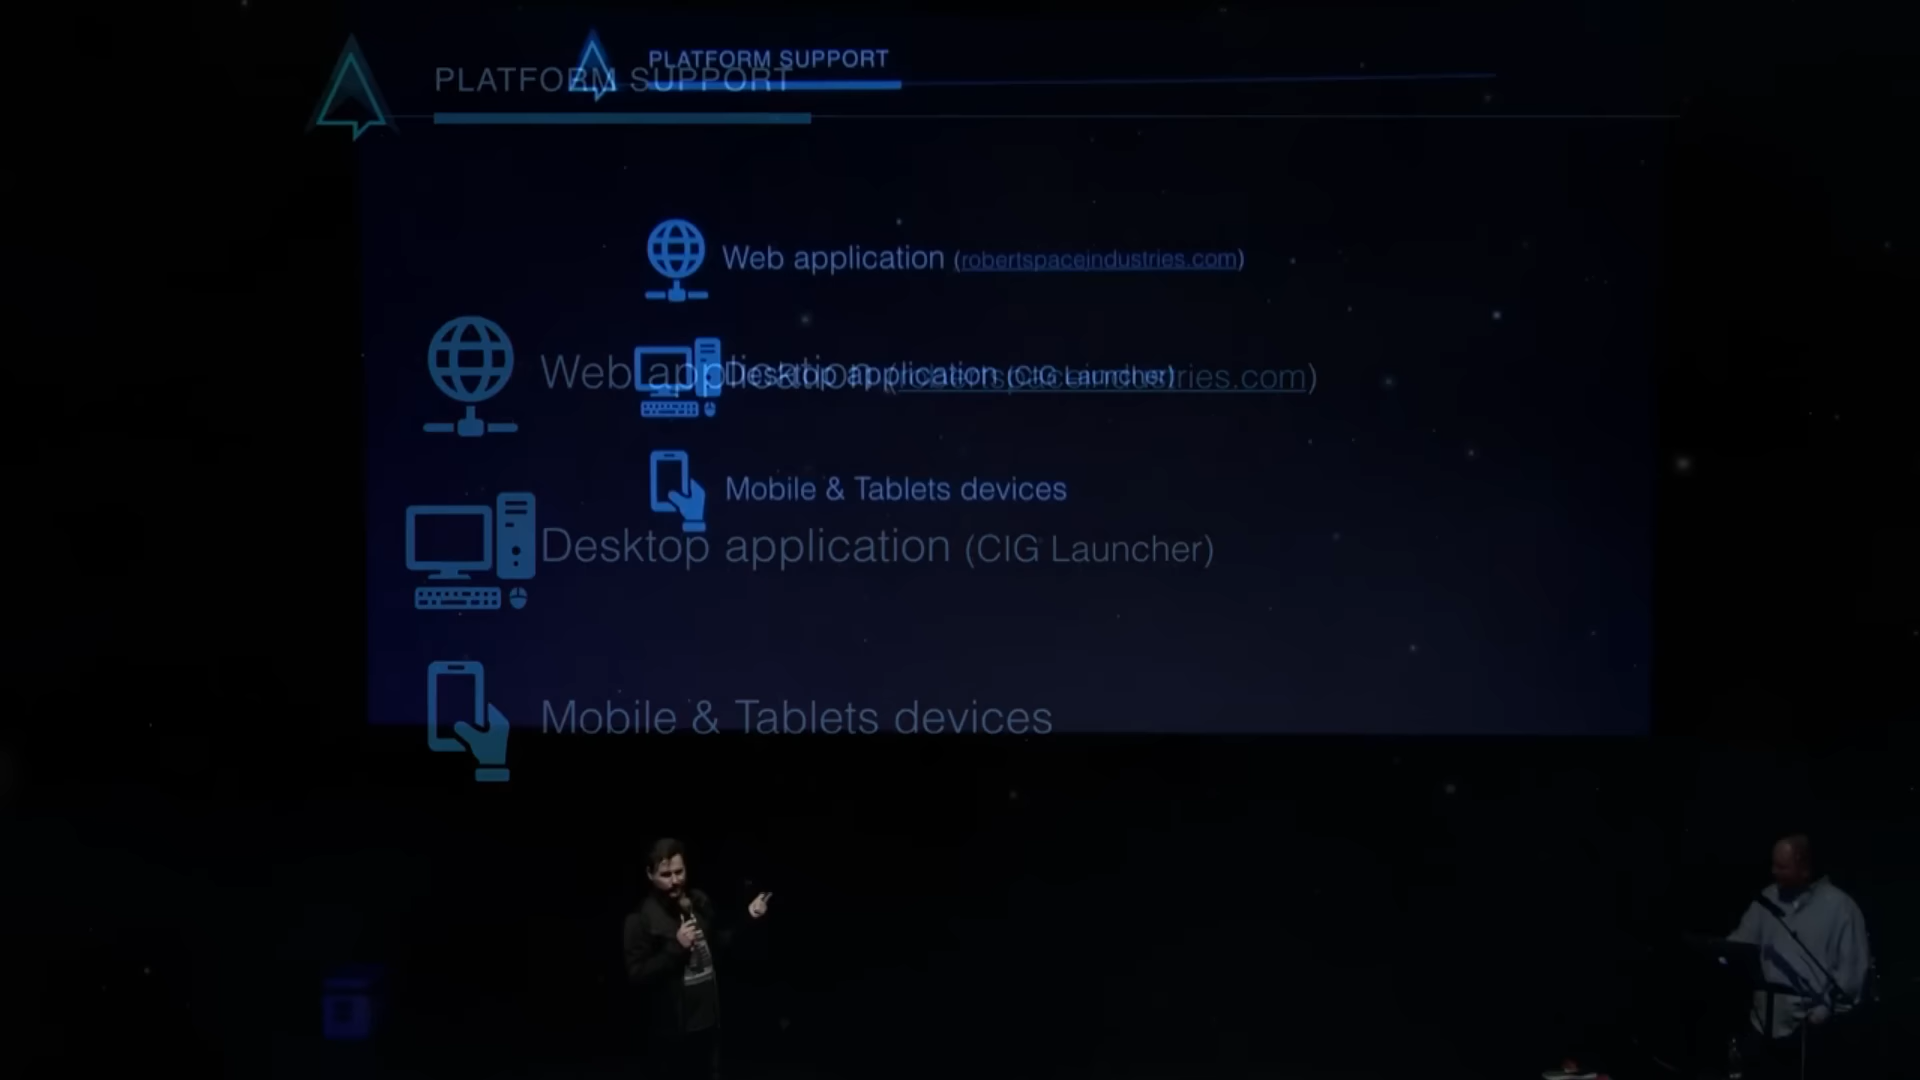 PLATFORM SUPPORT
PLATFORM SUPPORT
Web application (robertspaceindustries.com)
Web application (robertspaceindustries.com)
Desktop application (CIG Launcher)
Mobile & Tablets devices
Desktop application (CIG Launcher)
Mobile & Tablets devices